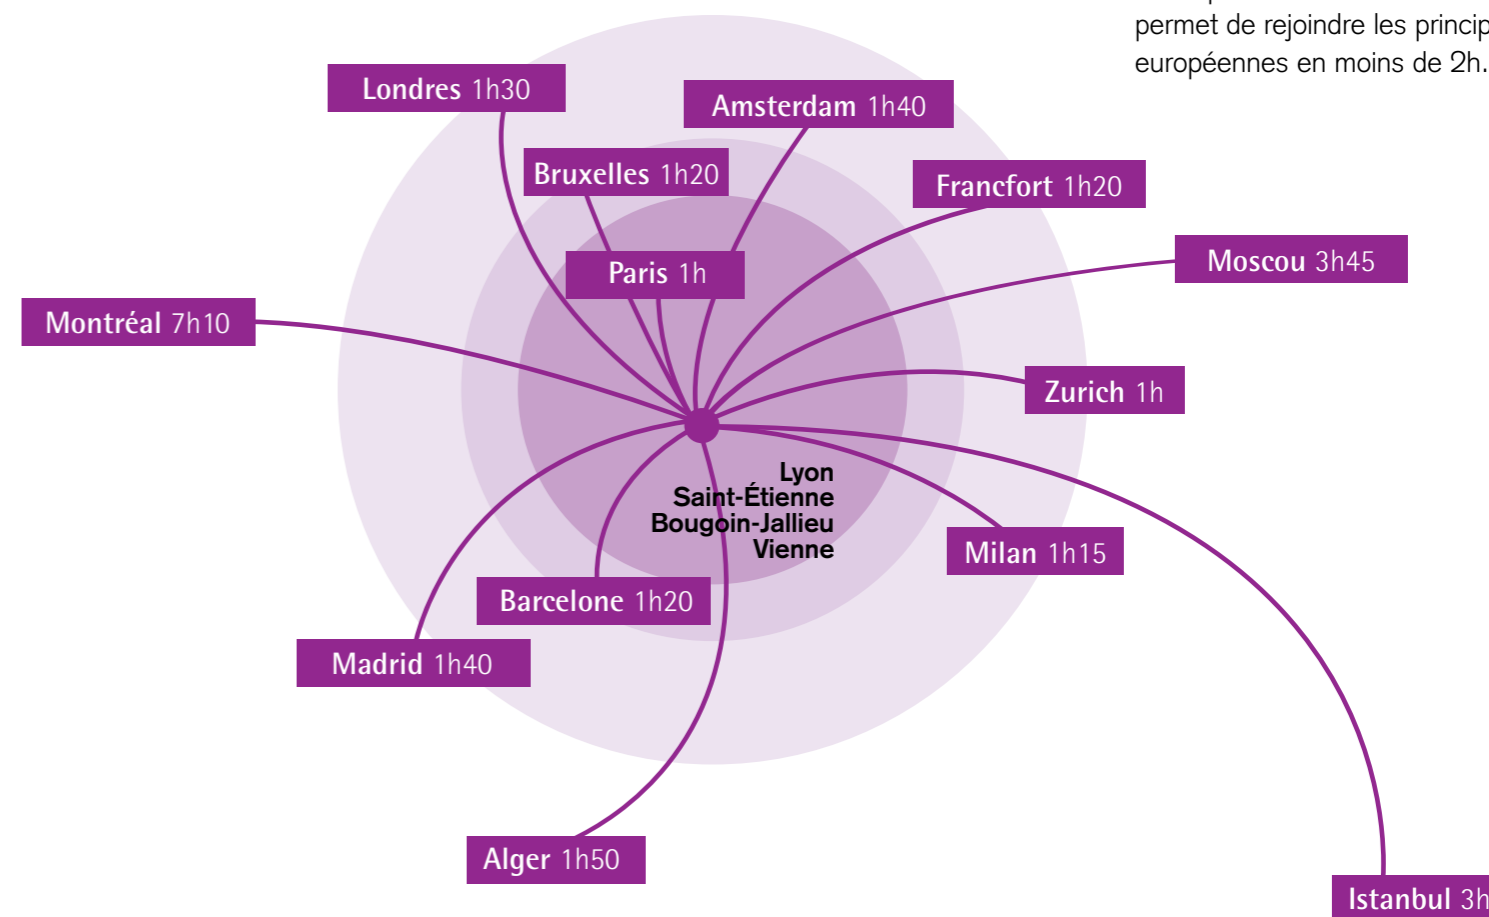 permet de rejoindre les
européennes en moins de 2h.
Londres 1h30
Amsterdam 1h40
Bruxelles 1h20
Francfort 1h20
Moscou 3h45
Paris 1h
Montréal 7h10
Zurich 1h
Lyon
Saint-Étienne
Bougoin-Jallieu
Vienne
Milan 1h15
Barcelone 1h20
Madrid 1h40
Alger 1h50
Istanbul 3h